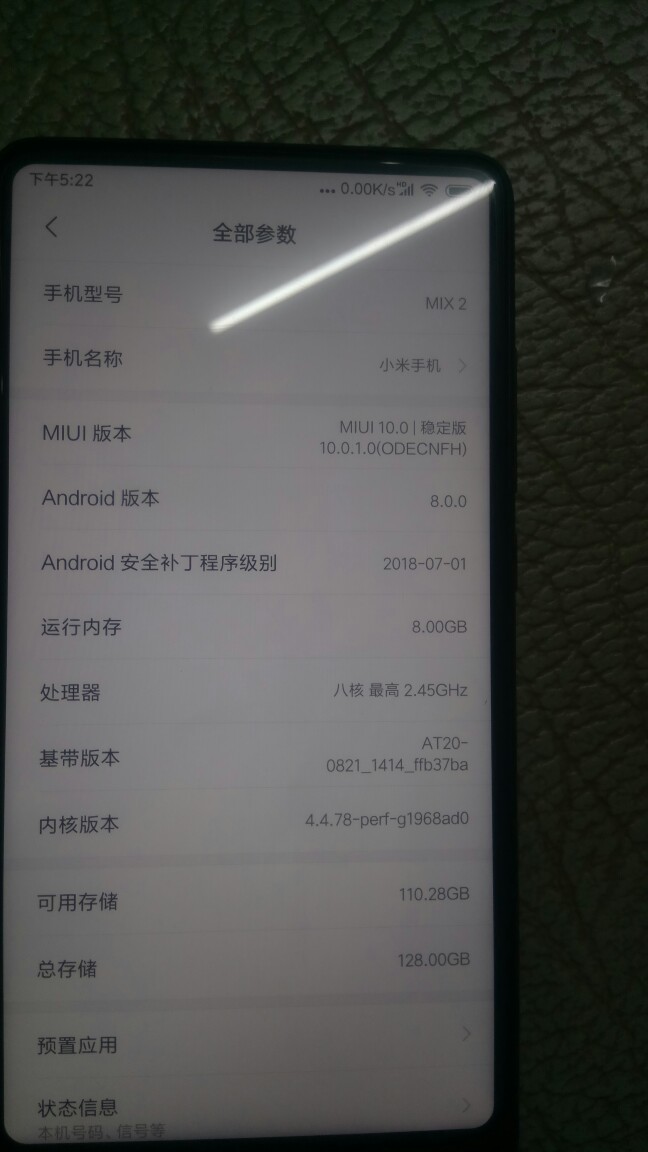 下午5:22
... 0.00K/s HD
全部参数
手机型号
MIX 2
手机名称
小米手机
MIUI 版本
MIUI 10.0 | 稳定版
10.0.1.0(ODECNFH)
Android 版本
8.0.0
Android 安全补丁程序级别
2018-07-01
运行内存
8.00GB
处理器
八核 最高 2.45GHz
基带版本
AT20-
0821_1414_ffb37ba
内核版本
4.4.78-perf-g1968ad0
可用存储
110.28GB
总存储
128.00GB
预置应用
状态信息
本机号码、信号等